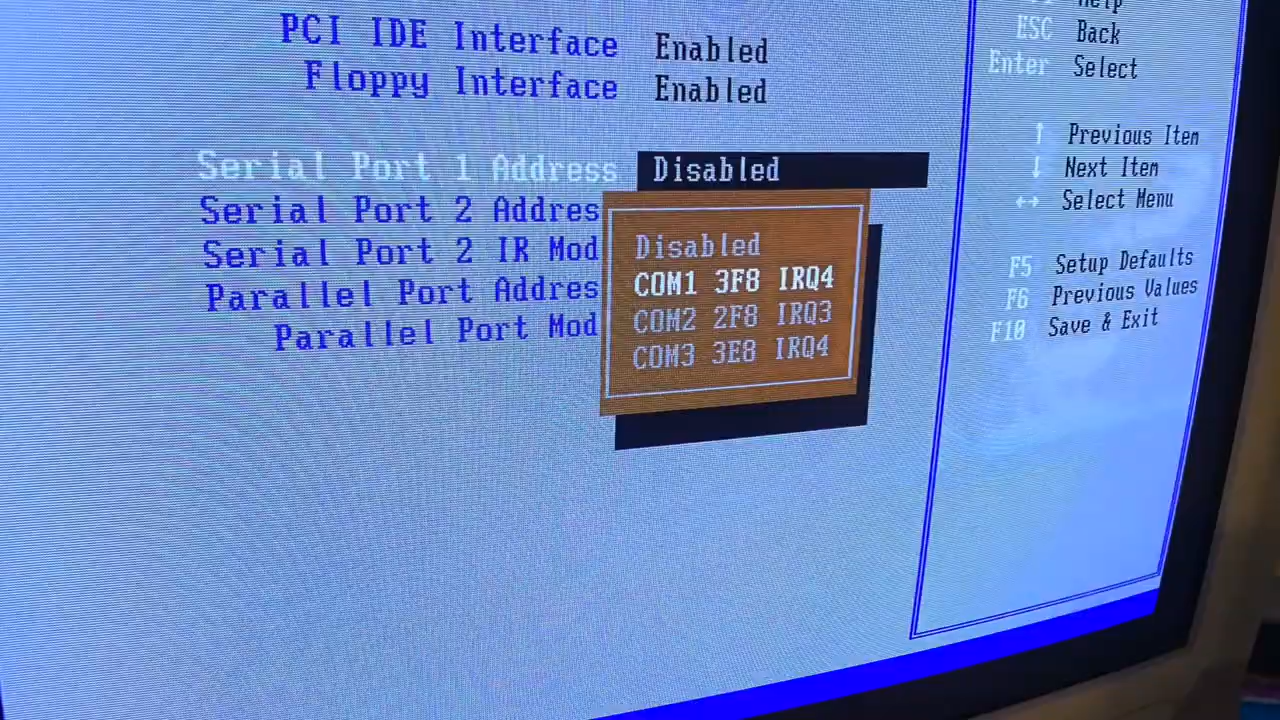 PCI IDE Interface Enabled
Floppy Interface Enabled
Serial Port 1 Address Disabled
Serial Port 2 Addres
Serial Port 2 IR Mod
Parallel Port Addres
Parallel Port Mod
Disabled
COM1 3F8 IRQ4
COM2 2F8 IRQ3
COM3 3E8 IRQ4
Help
ESC Back
Enter Select
↑ Previous Item
↓ Next Item
↔ Select Menu
F5 Setup Defaults
F6 Previous Values
F10 Save & Exit